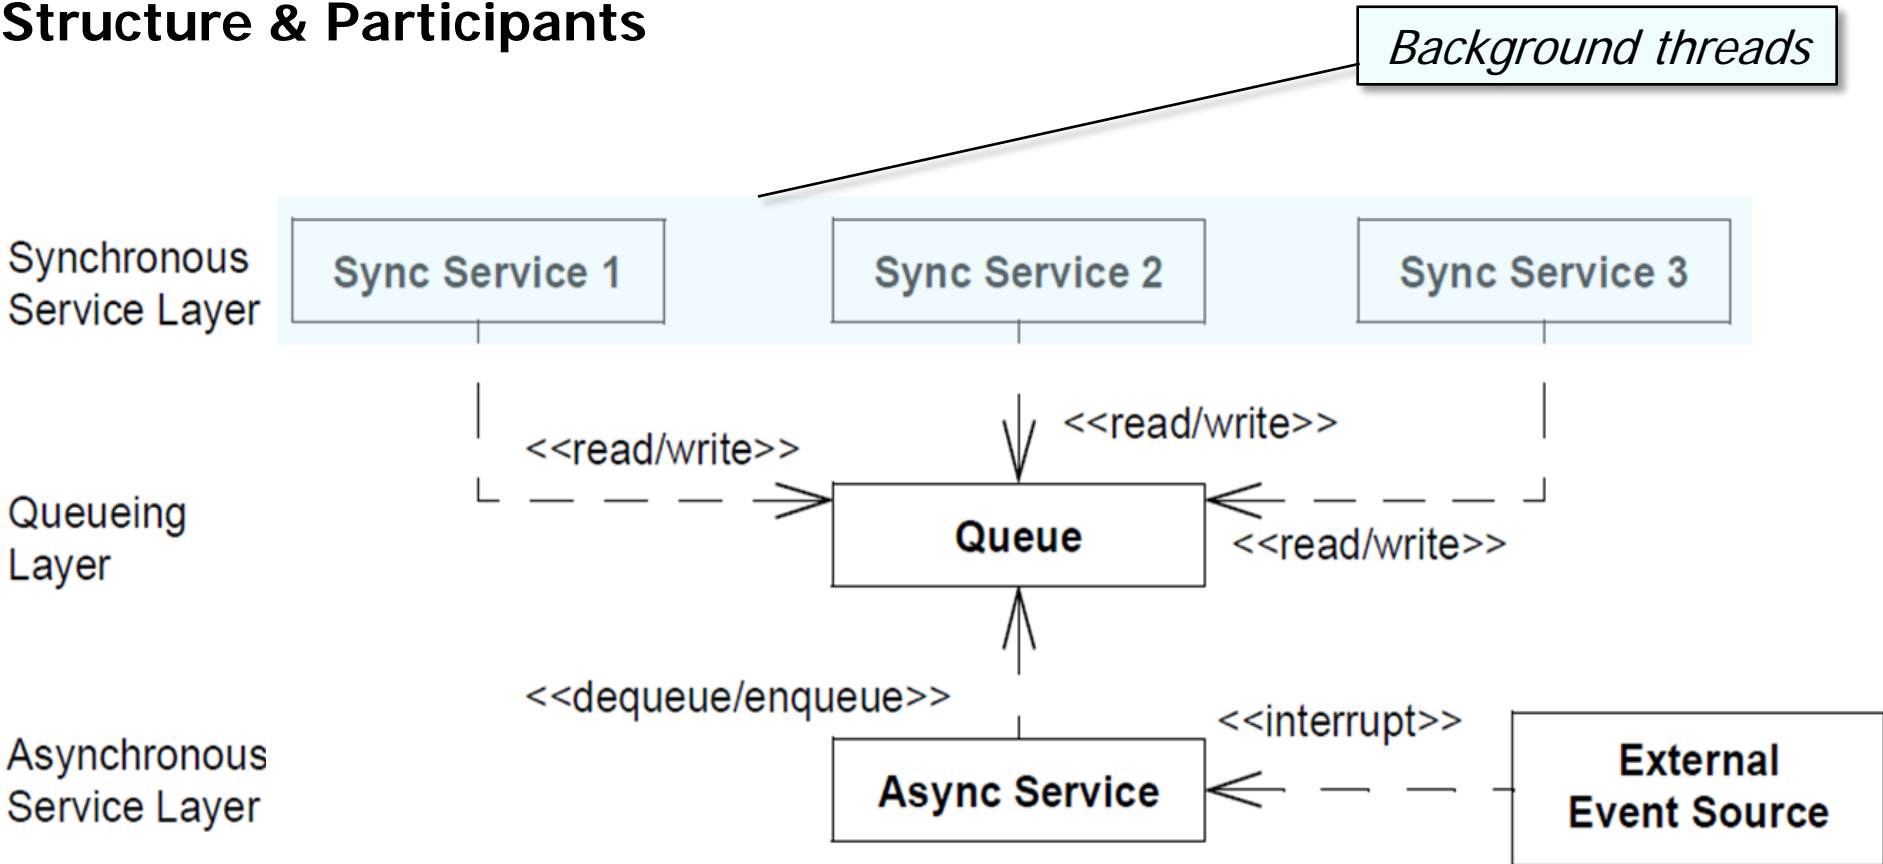 Structure & Participants
Background threads
Synchronous
Service Layer
Sync Service 1
Sync Service 2
Sync Service 3
<<read/write>>
<<read/write>>
Queueing
Layer
Queue
<<read/write>>
<<dequeue/enqueue>>
<<interrupt>>
Asynchronous
Service Layer
Async Service
External
Event Source